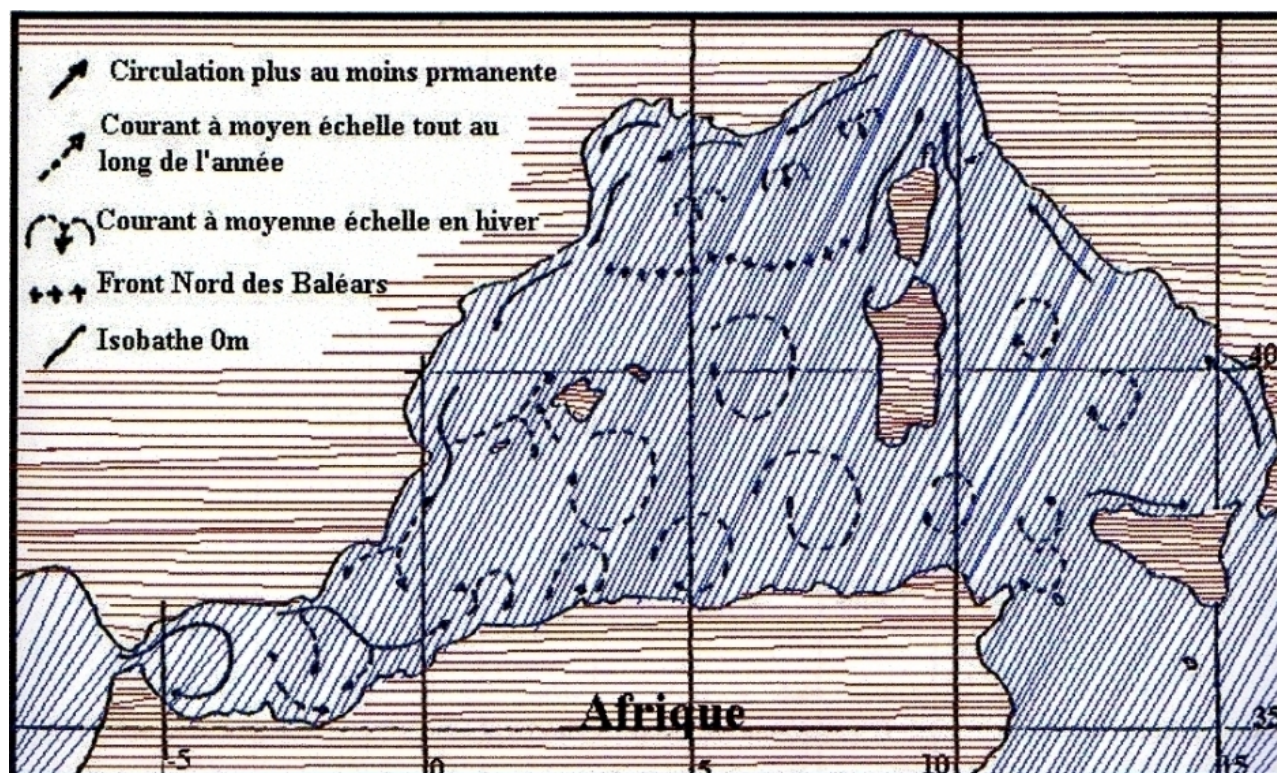 Circulation plus au moins prmanente
Courant à moyen échelle tout au
long de l'année
Courant à moyenne échelle en hiver
Front Nord des Baléars
Isobathe 0m
40
Afrique
35
-5
0
5
10
15